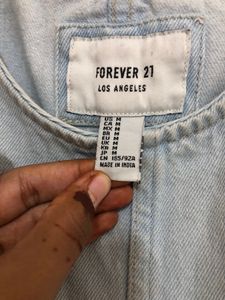 FOREVER 21
LOS ANGELES
US M
CA M
MX M
BR M
EU M
UK M
KR M
JP M
CN 165/92A
MADE IN INDIA